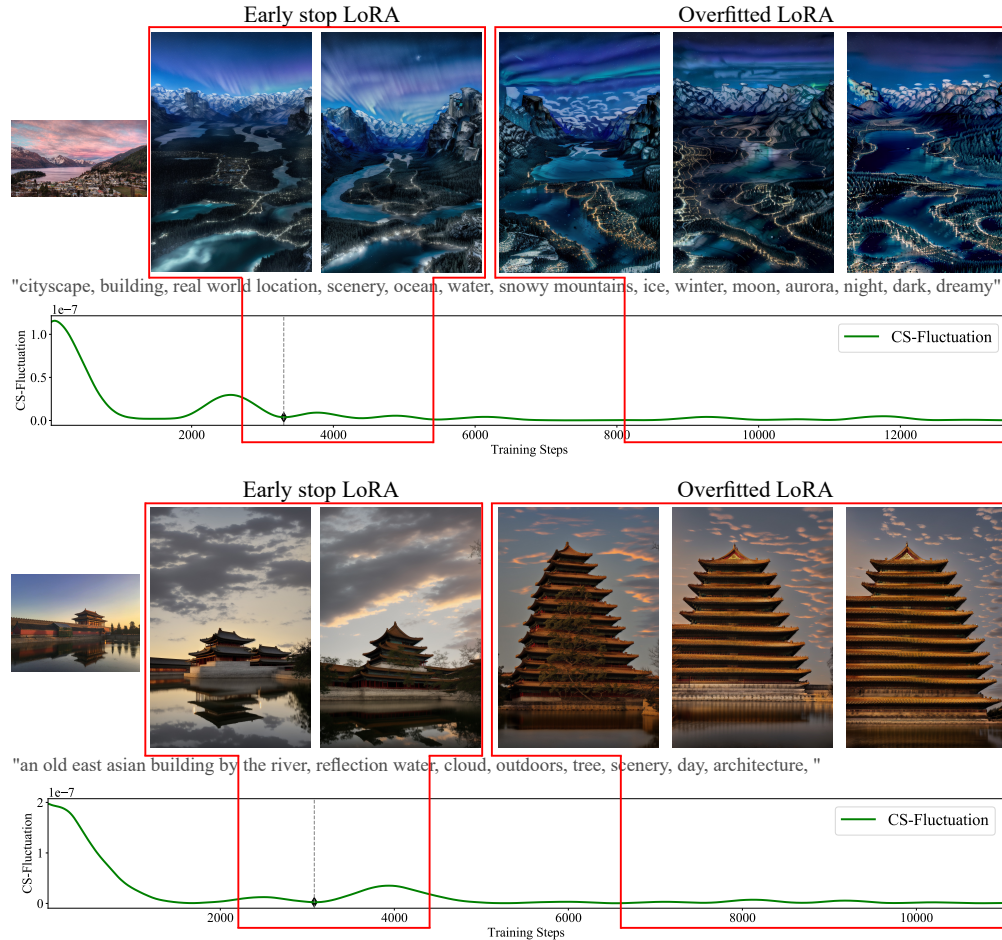 Early stop LoRA
Overfitted LoRA
"cityscape, building, real world location, scenery, ocean, water, snowy mountains, ice, winter, moon, aurora, night, dark, dreamy"
1e−7
1.0
0.5
0.0
CS-Fluctuation
CS-Fluctuation
2000
4000
6000
8000
10000
12000
Training Steps
Early stop LoRA
Overfitted LoRA
"an old east asian building by the river, reflection water, cloud, outdoors, tree, scenery, day, architecture, "
1e−7
2
1
0
CS-Fluctuation
CS-Fluctuation
2000
4000
6000
8000
10000
Training Steps